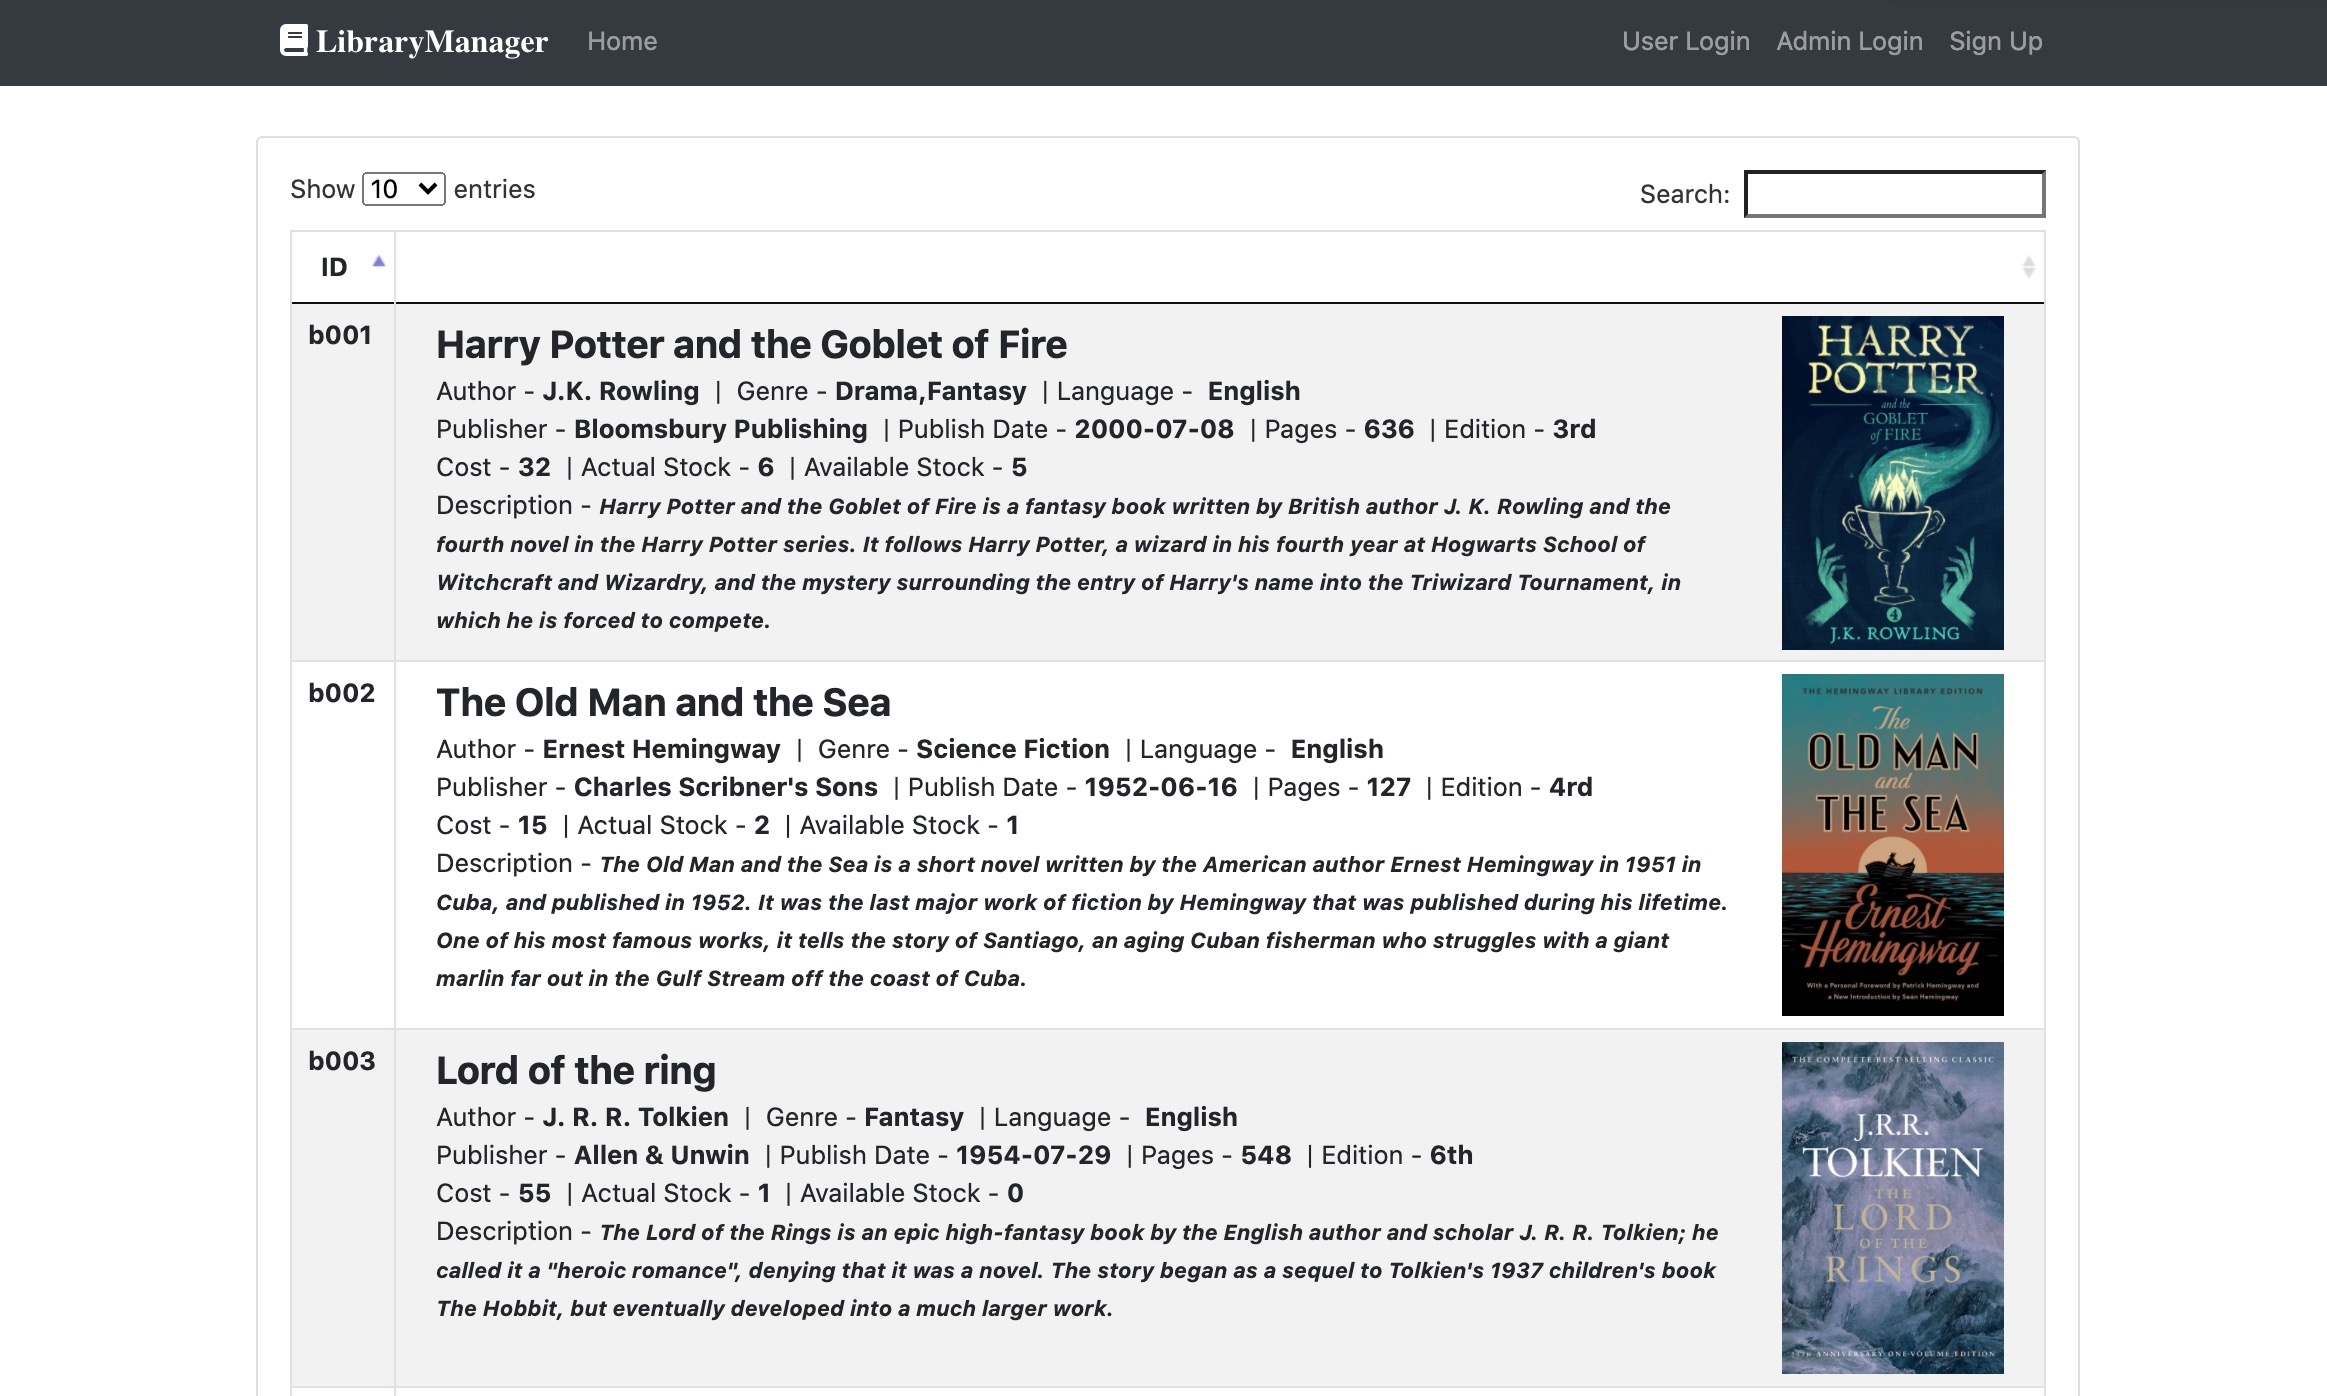 LibraryManager Home User Login Admin Login Sign Up
Show 10 entries Search:
ID
b001
Harry Potter and the Goblet of Fire
Author - J.K. Rowling | Genre - Drama,Fantasy | Language - English
Publisher - Bloomsbury Publishing | Publish Date - 2000-07-08 | Pages - 636 | Edition - 3rd
Cost - 32 | Actual Stock - 6 | Available Stock - 5
Description - Harry Potter and the Goblet of Fire is a fantasy book written by British author J. K. Rowling and the
fourth novel in the Harry Potter series. It follows Harry Potter, a wizard in his fourth year at Hogwarts School of
Witchcraft and Wizardry, and the mystery surrounding the entry of Harry's name into the Triwizard Tournament, in
which he is forced to compete.
HARRY
POTTER
and the
GOBLET
of FIRE
4
J.K. ROWLING
b002
The Old Man and the Sea
Author - Ernest Hemingway | Genre - Science Fiction | Language - English
Publisher - Charles Scribner's Sons | Publish Date - 1952-06-16 | Pages - 127 | Edition - 4rd
Cost - 15 | Actual Stock - 2 | Available Stock - 1
Description - The Old Man and the Sea is a short novel written by the American author Ernest Hemingway in 1951 in
Cuba, and published in 1952. It was the last major work of fiction by Hemingway that was published during his lifetime.
One of his most famous works, it tells the story of Santiago, an aging Cuban fisherman who struggles with a giant
marlin far out in the Gulf Stream off the coast of Cuba.
THE HEMINGWAY LIBRARY EDITION
The
OLD MAN
and
THE SEA
Ernest
Hemingway
With a Personal Foreword by Patrick Hemingway and
a New Introduction by Seán Hemingway
b003
Lord of the ring
Author - J. R. R. Tolkien | Genre - Fantasy | Language - English
Publisher - Allen & Unwin | Publish Date - 1954-07-29 | Pages - 548 | Edition - 6th
Cost - 55 | Actual Stock - 1 | Available Stock - 0
Description - The Lord of the Rings is an epic high-fantasy book by the English author and scholar J. R. R. Tolkien; he
called it a "heroic romance", denying that it was a novel. The story began as a sequel to Tolkien's 1937 children's book
The Hobbit, but eventually developed into a much larger work.
THE COMPLETE BEST SELLING CLASSIC
J.R.R.
TOLKIEN
THE
LORD
OF THE
RINGS
ANNIVERSARY ONE-VOLUME EDITION